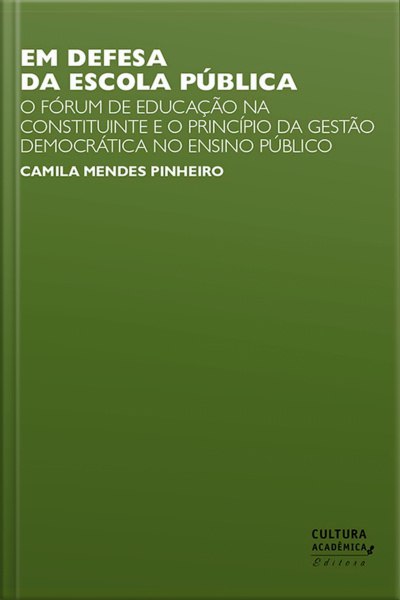 EM DEFESA
DA ESCOLA PÚBLICA
O FÓRUM DE EDUCAÇÃO NA
CONSTITUINTE E O PRINCÍPIO DA GESTÃO
DEMOCRÁTICA NO ENSINO PÚBLICO
CAMILA MENDES PINHEIRO
CULTURA
ACADÊMICA
Editora